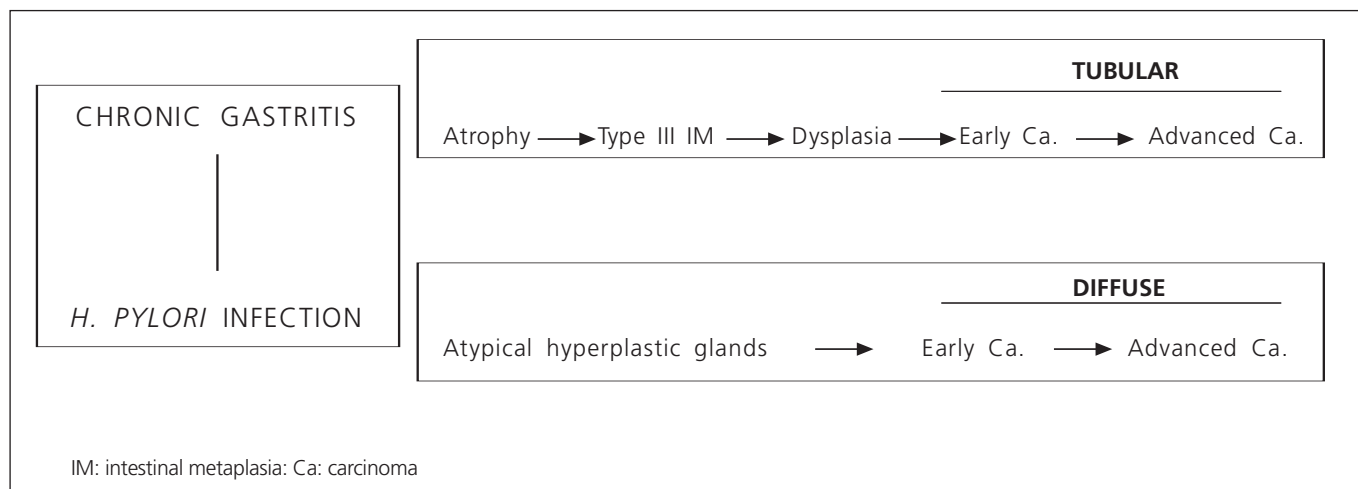 CHRONIC GASTRITIS
H. PYLORI INFECTION
TUBULAR
Atrophy → Type III IM → Dysplasia → Early Ca. → Advanced Ca.
DIFFUSE
Atypical hyperplastic glands → Early Ca. → Advanced Ca.
IM: intestinal metaplasia: Ca: carcinoma